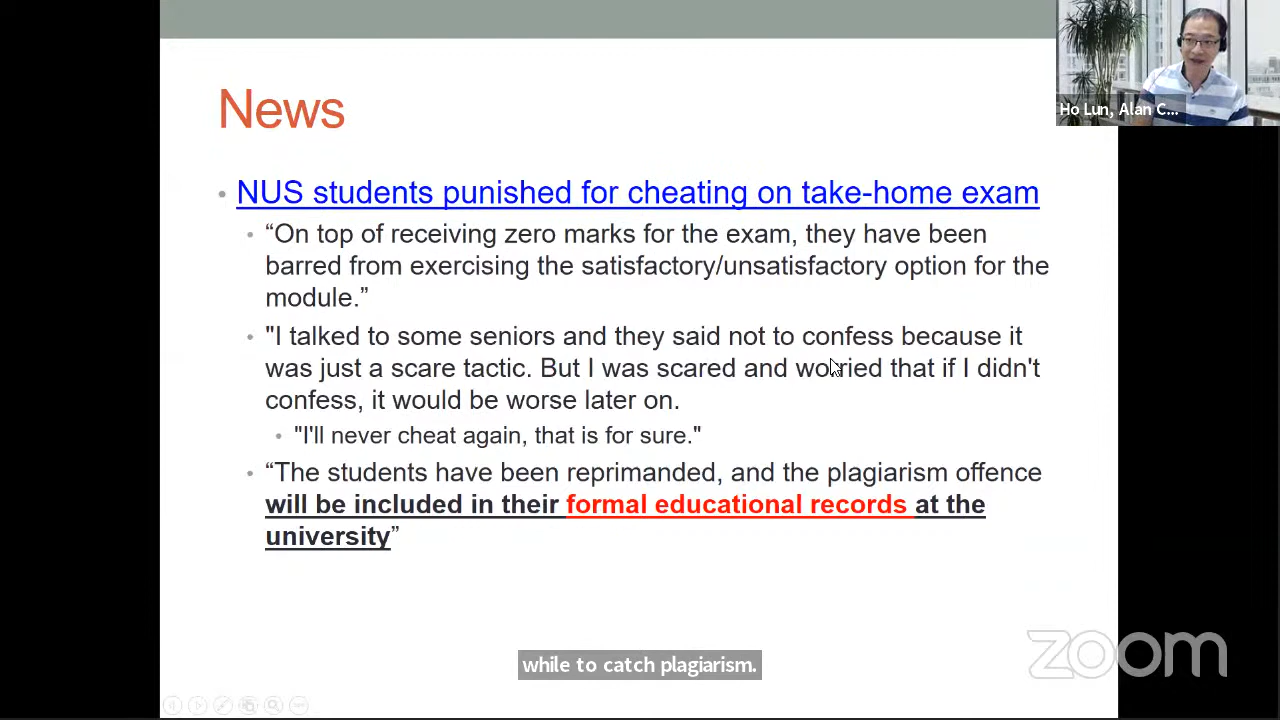 Ho Lun, Alan C...
News
• NUS students punished for cheating on take-home exam
• “On top of receiving zero marks for the exam, they have been
barred from exercising the satisfactory/unsatisfactory option for the
module.”
• "I talked to some seniors and they said not to confess because it
was just a scare tactic. But I was scared and worried that if I didn't
confess, it would be worse later on.
• "I'll never cheat again, that is for sure."
• “The students have been reprimanded, and the plagiarism offence
will be included in their formal educational records at the
university”
while to catch plagiarism.
zoom